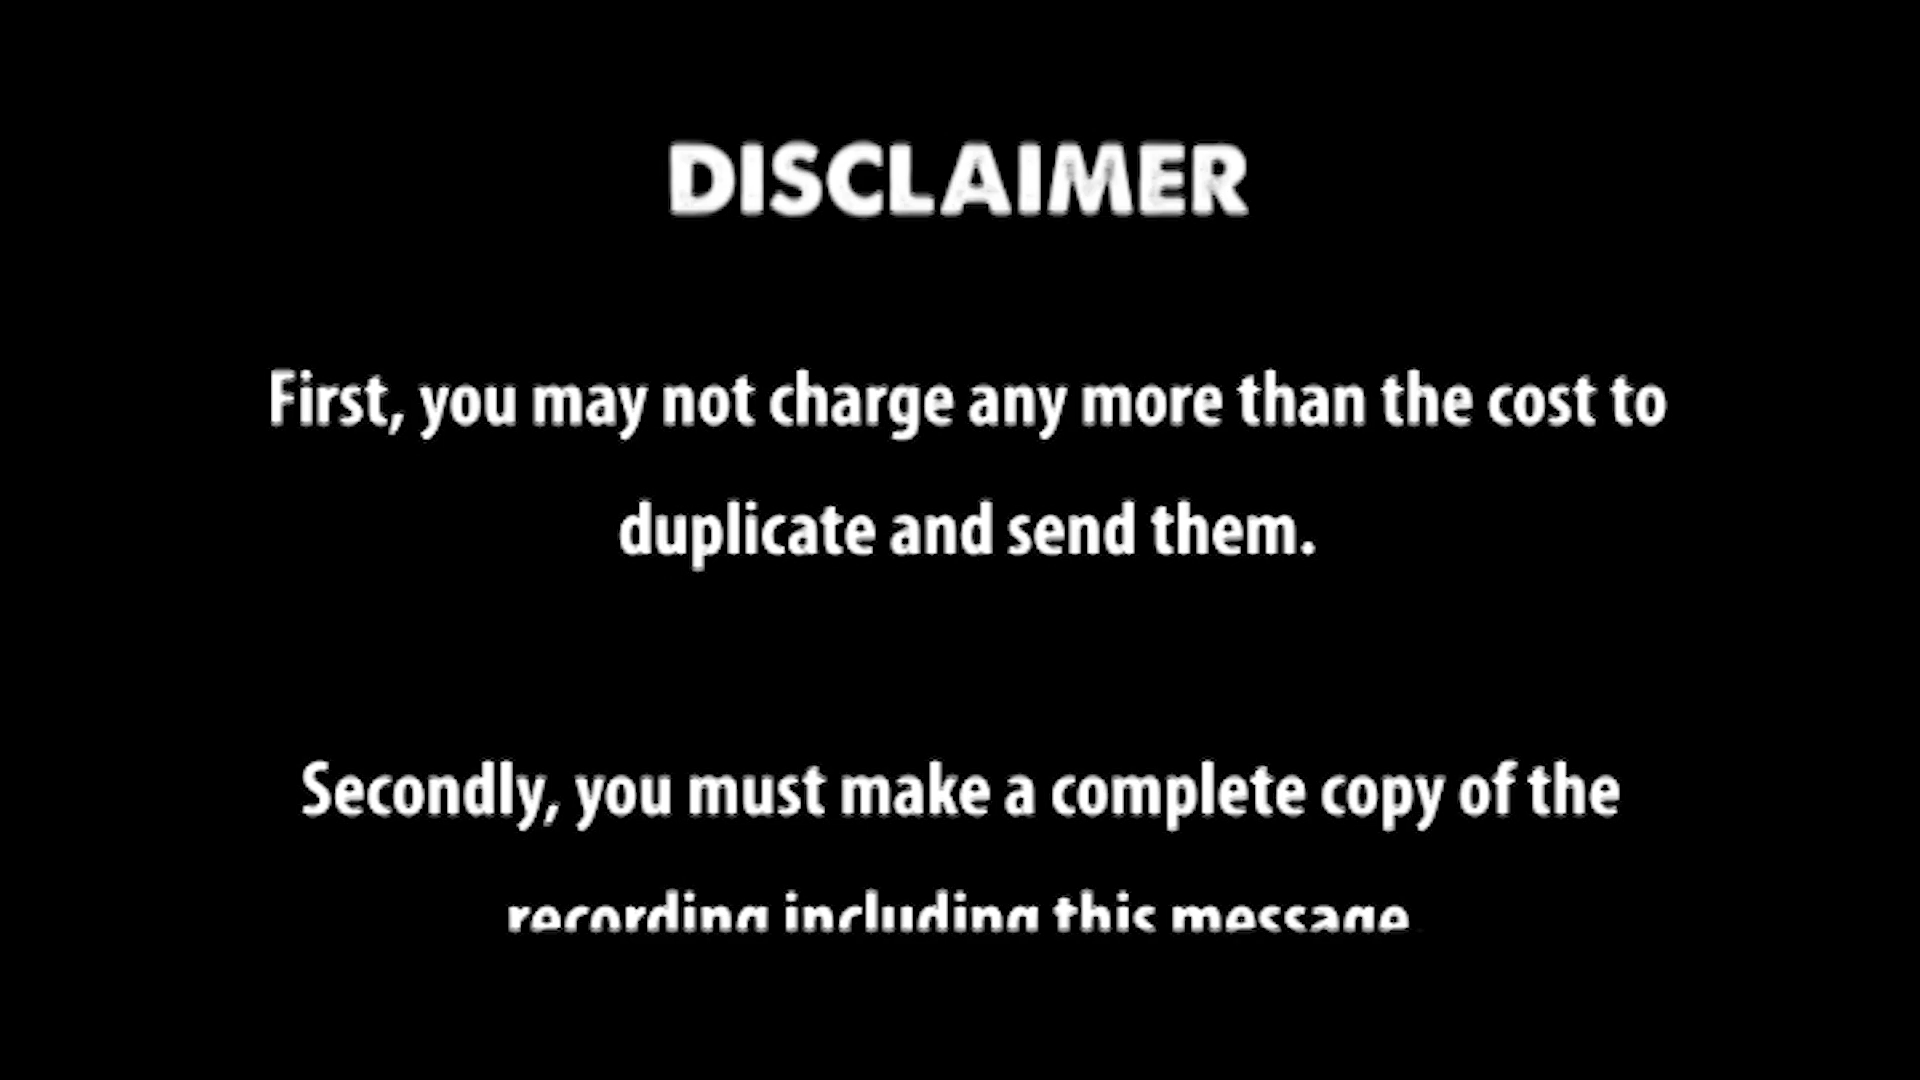 DISCLAIMER
First, you may not charge any more than the cost to
duplicate and send them.
Secondly, you must make a complete copy of the
recording including this message